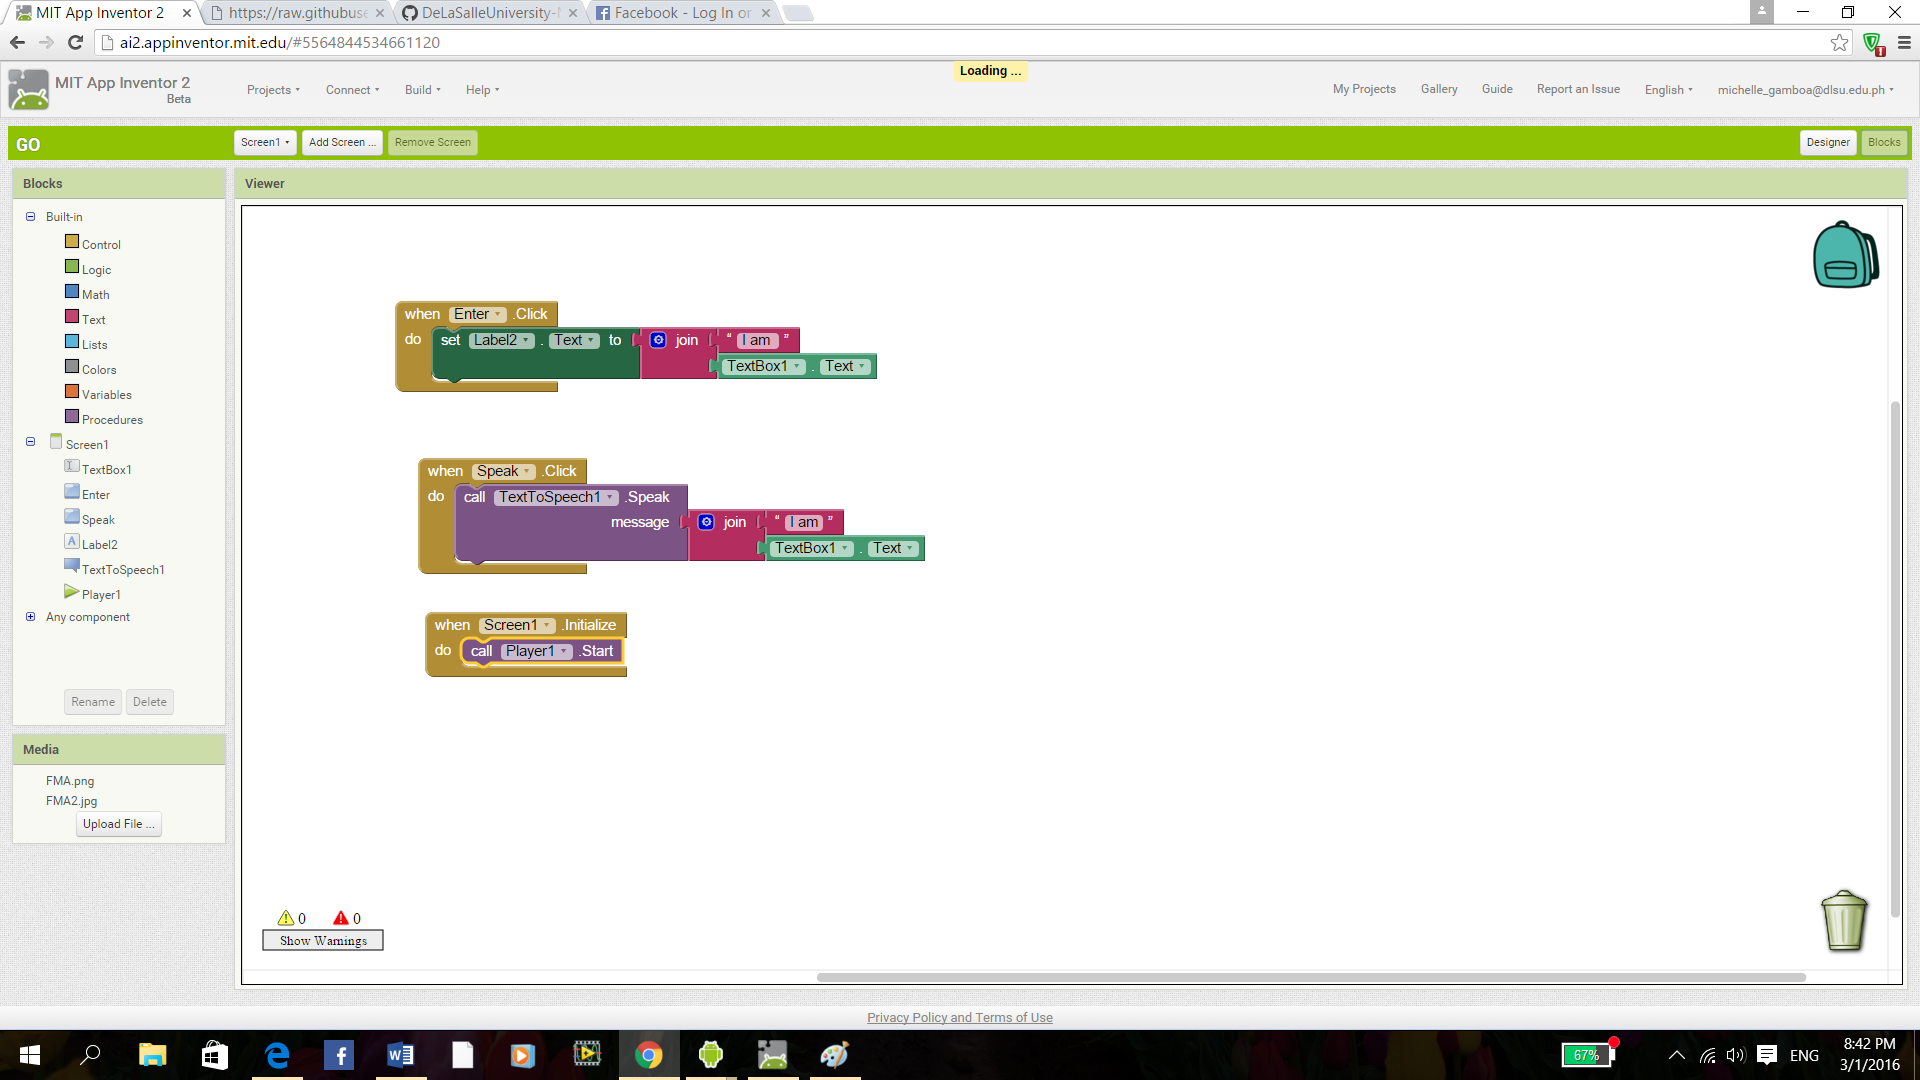 MIT App Inventor 2
https://raw.githubuse
DeLaSalleUniversity-
Facebook - Log In or
ai2.appinventor.mit.edu/#5564844534661120
Loading ...
MIT App Inventor 2
Beta
Projects
Connect
Build
Help
My Projects
Gallery
Guide
Report an Issue
English
michelle_gamboa@dlsu.edu.ph
GO
Screen1
Add Screen ...
Remove Screen
Designer
Blocks
Blocks
Built-in
Control
Logic
Math
Text
Lists
Colors
Variables
Procedures
Screen1
TextBox1
Enter
Speak
Label2
TextToSpeech1
Player1
Any component
Rename
Delete
Media
FMA.png
FMA2.jpg
Upload File ...
Viewer
when Enter .Click
do set Label2 . Text to join " I am "
TextBox1 . Text
when Speak .Click
do call TextToSpeech1 .Speak
message join " I am "
TextBox1 . Text
when Screen1 .Initialize
do call Player1 .Start
0 0
Show Warnings
Privacy Policy and Terms of Use
67%
ENG
8:42 PM
3/1/2016